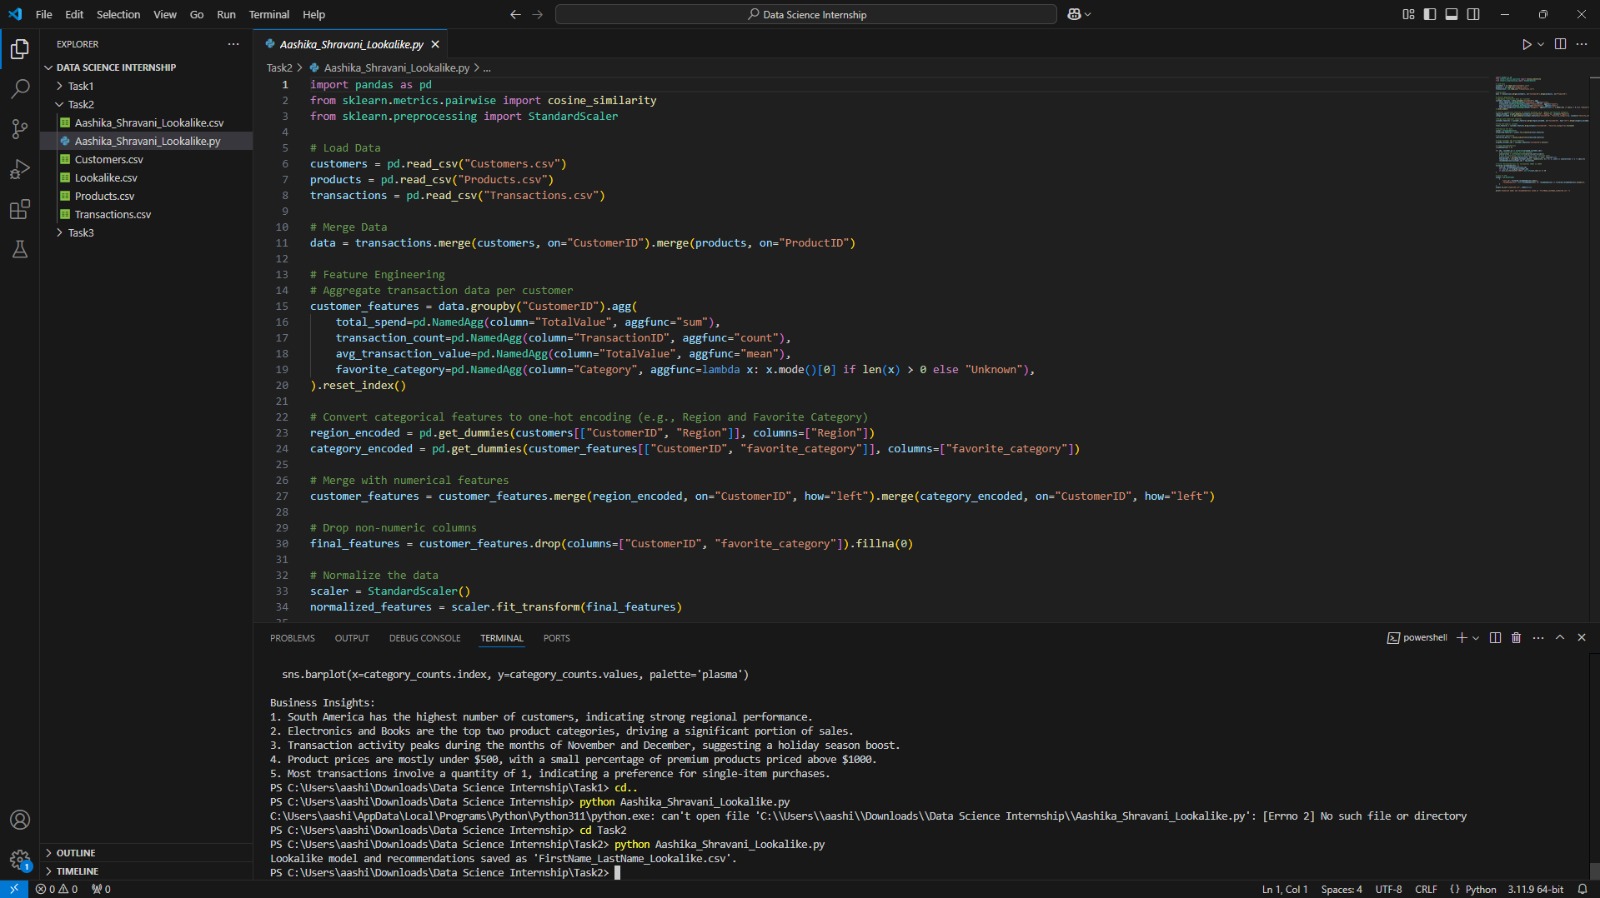 File Edit Selection View Go Run Terminal Help
Data Science Internship
EXPLORER
DATA SCIENCE INTERNSHIP
Task1
Task2
Aashika_Shravani_Lookalike.csv
Aashika_Shravani_Lookalike.py
Customers.csv
Lookalike.csv
Products.csv
Transactions.csv
Task3
OUTLINE
TIMELINE
Aashika_Shravani_Lookalike.py
Task2 > Aashika_Shravani_Lookalike.py > ...
1 import pandas as pd
2 from sklearn.metrics.pairwise import cosine_similarity
3 from sklearn.preprocessing import StandardScaler
4
5 # Load Data
6 customers = pd.read_csv("Customers.csv")
7 products = pd.read_csv("Products.csv")
8 transactions = pd.read_csv("Transactions.csv")
9
10 # Merge Data
11 data = transactions.merge(customers, on="CustomerID").merge(products, on="ProductID")
12
13 # Feature Engineering
14 # Aggregate transaction data per customer
15 customer_features = data.groupby("CustomerID").agg(
16     total_spend=pd.NamedAgg(column="TotalValue", aggfunc="sum"),
17     transaction_count=pd.NamedAgg(column="TransactionID", aggfunc="count"),
18     avg_transaction_value=pd.NamedAgg(column="TotalValue", aggfunc="mean"),
19     favorite_category=pd.NamedAgg(column="Category", aggfunc=lambda x: x.mode()[0] if len(x) > 0 else "Unknown"),
20 ).reset_index()
21
22 # Convert categorical features to one-hot encoding (e.g., Region and Favorite Category)
23 region_encoded = pd.get_dummies(customers[["CustomerID", "Region"]], columns=["Region"])
24 category_encoded = pd.get_dummies(customer_features[["CustomerID", "favorite_category"]], columns=["favorite_category"])
25
26 # Merge with numerical features
27 customer_features = customer_features.merge(region_encoded, on="CustomerID", how="left").merge(category_encoded, on="CustomerID", how="left")
28
29 # Drop non-numeric columns
30 final_features = customer_features.drop(columns=["CustomerID", "favorite_category"]).fillna(0)
31
32 # Normalize the data
33 scaler = StandardScaler()
34 normalized_features = scaler.fit_transform(final_features)
PROBLEMS OUTPUT DEBUG CONSOLE TERMINAL PORTS
powershell
sns.barplot(x=category_counts.index, y=category_counts.values, palette='plasma')
Business Insights:
1. South America has the highest number of customers, indicating strong regional performance.
2. Electronics and Books are the top two product categories, driving a significant portion of sales.
3. Transaction activity peaks during the months of November and December, suggesting a holiday season boost.
4. Product prices are mostly under $500, with a small percentage of premium products priced above $1000.
5. Most transactions involve a quantity of 1, indicating a preference for single-item purchases.
PS C:\Users\aashi\Downloads\Data Science Internship\Task1> cd..
PS C:\Users\aashi\Downloads\Data Science Internship> python Aashika_Shravani_Lookalike.py
C:\Users\aashi\AppData\Local\Programs\Python\Python311\python.exe: can't open file 'C:\\Users\\aashi\\Downloads\\Data Science Internship\\Aashika_Shravani_Lookalike.py': [Errno 2] No such file or directory
PS C:\Users\aashi\Downloads\Data Science Internship> cd Task2
PS C:\Users\aashi\Downloads\Data Science Internship\Task2> python Aashika_Shravani_Lookalike.py
Lookalike model and recommendations saved as 'FirstName_LastName_Lookalike.csv'.
PS C:\Users\aashi\Downloads\Data Science Internship\Task2>
1
0 0 0
Ln 1, Col 1 Spaces: 4 UTF-8 CRLF {} Python 3.11.9 64-bit